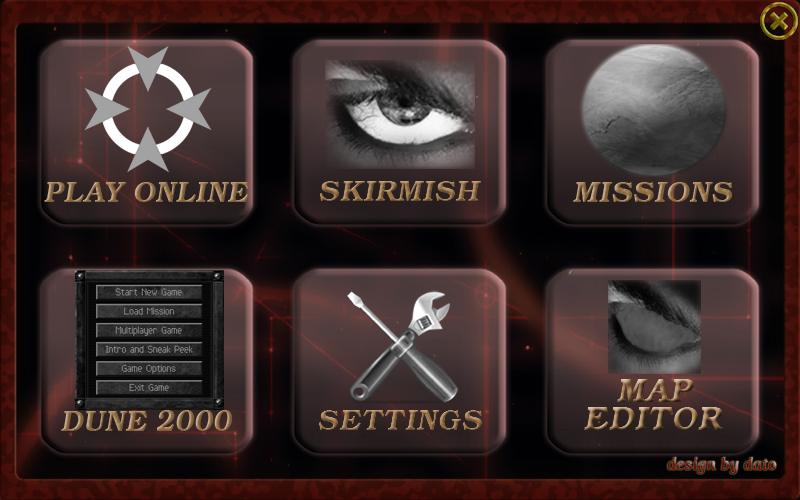 PLAY ONLINE
SKIRMISH
MISSIONS
Start New Game
Load Mission
Multiplayer Game
Intro and Sneak Peek
Game Options
Exit Game
DUNE 2000
SETTINGS
MAP
EDITOR
design by dato